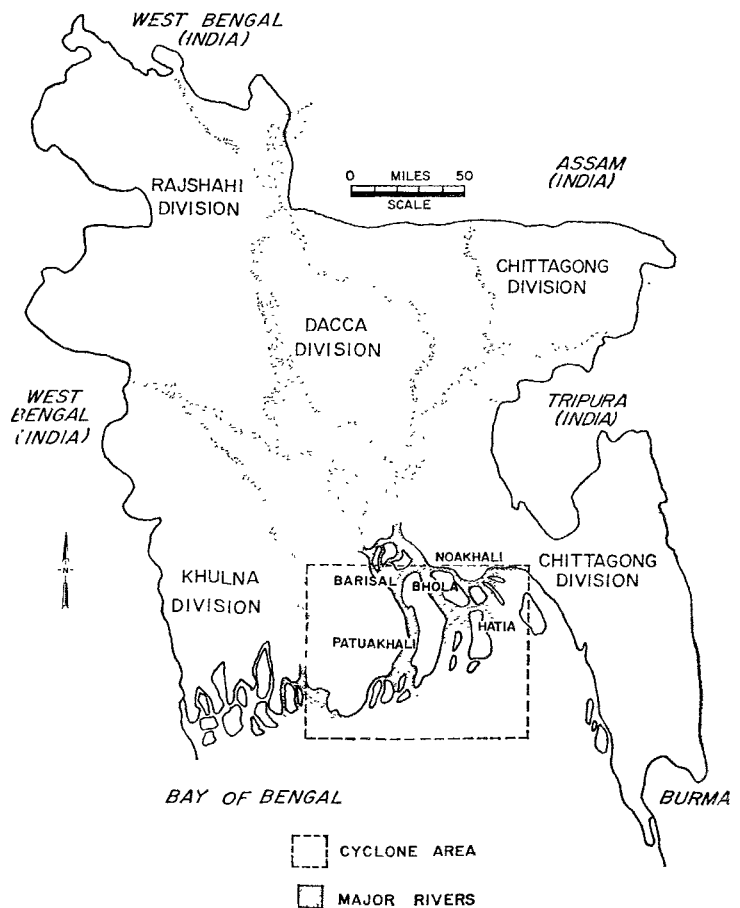 WEST BENGAL
(INDIA)
0 MILES 50
SCALE
ASSAM
(INDIA)
RAJSHAHI
DIVISION
CHITTAGONG
DIVISION
DACCA
DIVISION
WEST
BENGAL
(INDIA)
TRIPURA
(INDIA)
N
NOAKHALI
CHITTAGONG
DIVISION
KHULNA
DIVISION
BARISAL
BHOLA
HATIA
PATUAKHALI
BAY OF BENGAL
BURMA
CYCLONE AREA
MAJOR RIVERS